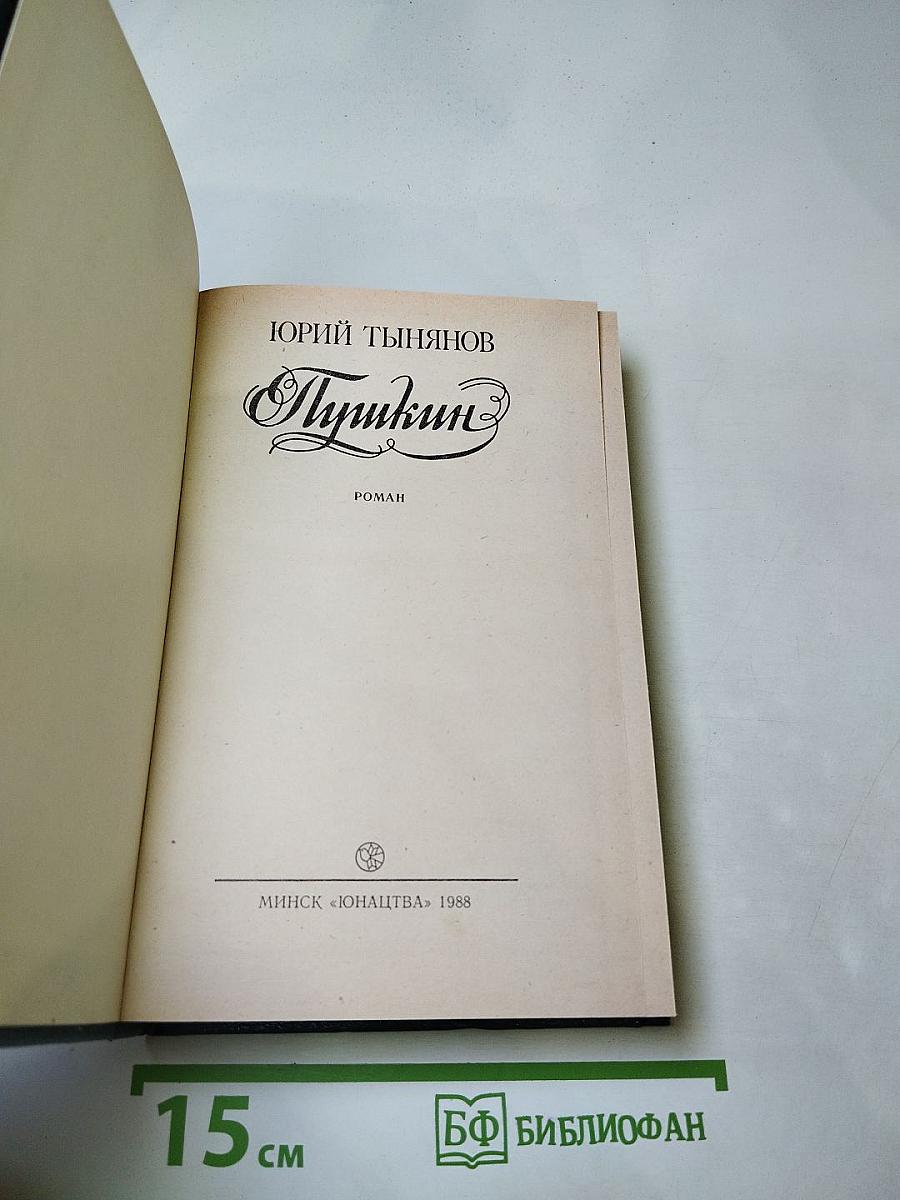 ЮРИЙ ТЫНЯНОВ
Пушкин
РОМАН
МИНСК «ЮНАЦТВА» 1988
15 см
БФ БИБЛИОФАН